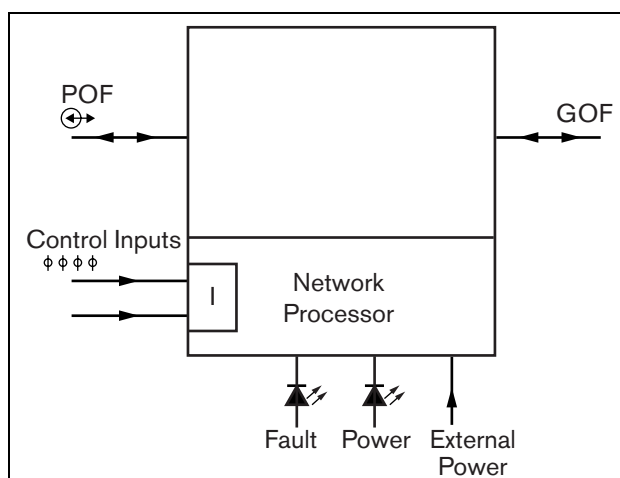 POF
GOF
Control Inputs
ϕ ϕ ϕ ϕ
I
Network
Processor
Fault
Power
External
Power